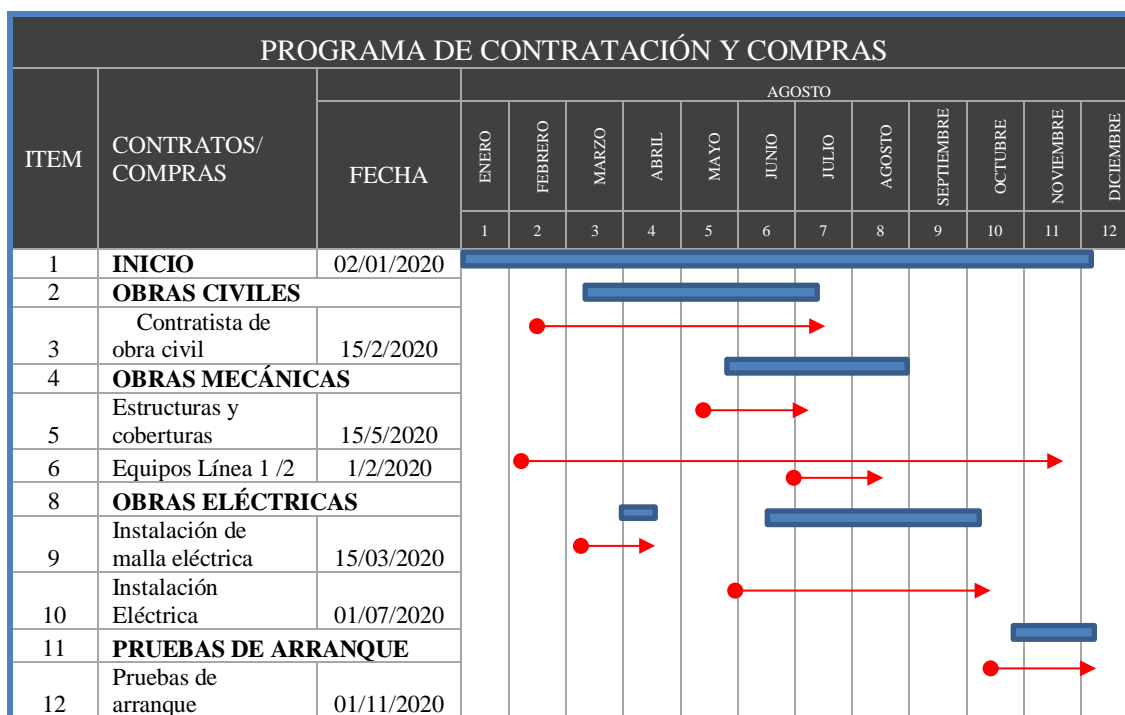 PROGRAMA DE CONTRATACIÓN Y COMPRAS
ITEM
CONTRATOS/
COMPRAS
FECHA
AGOSTO
ENERO
FEBRERO
MARZO
ABRIL
MAYO
JUNIO
JULIO
AGOSTO
SEPTIEMBRE
OCTUBRE
NOVIEMBRE
DICIEMBRE
1 2 3 4 5 6 7 8 9 10 11 12
1 INICIO 02/01/2020
2 OBRAS CIVILES
Contratista de
3 obra civil 15/2/2020
4 OBRAS MECÁNICAS
Estructuras y
5 coberturas 15/5/2020
6 Equipos Línea 1 /2 1/2/2020
8 OBRAS ELÉCTRICAS
Instalación de
9 malla eléctrica 15/03/2020
Instalación
10 Eléctrica 01/07/2020
11 PRUEBAS DE ARRANQUE
Pruebas de
12 arranque 01/11/2020